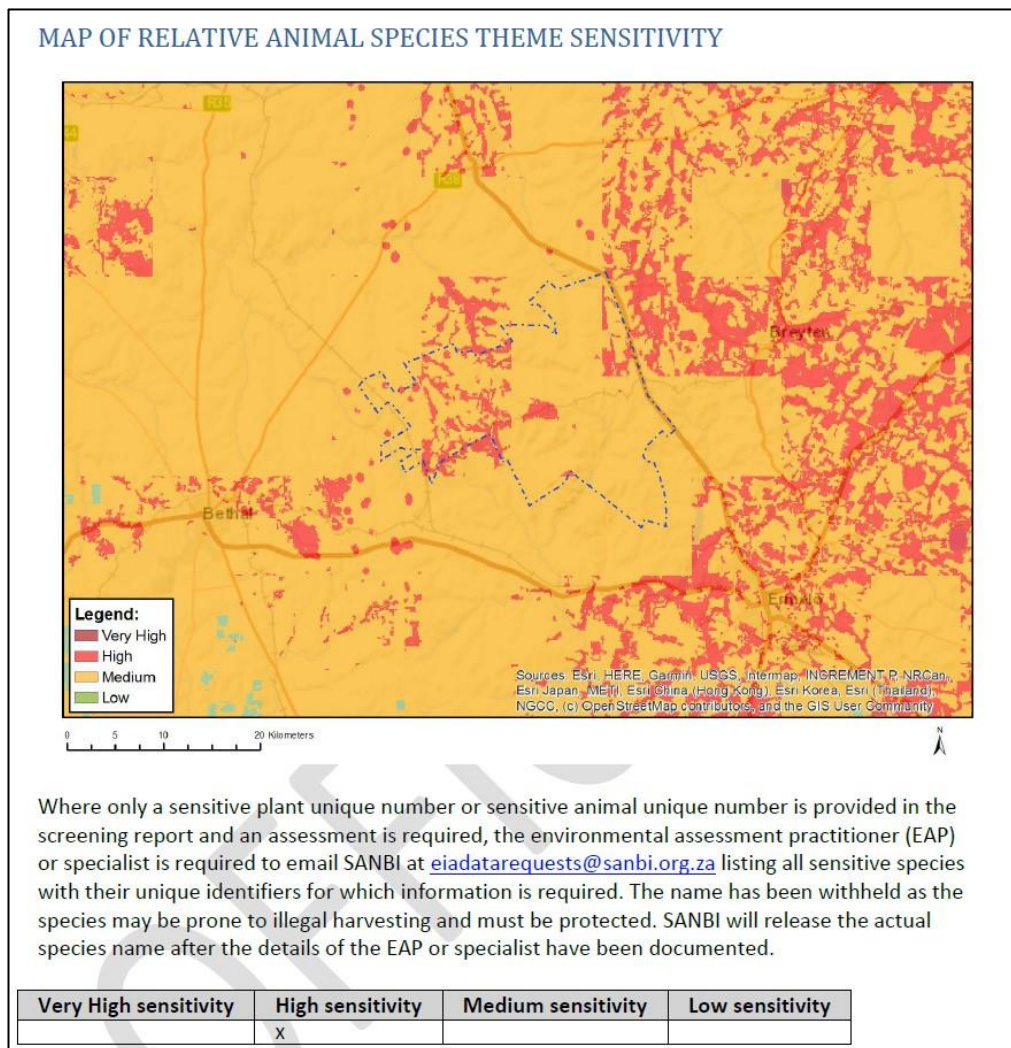 MAP OF RELATIVE ANIMAL SPECIES THEME SENSITIVITY
R35
R38
Breyten
Bethal
Ermelo
Legend:
Very High
High
Medium
Low
Sources: Esri, HERE, Garmin, USGS, Intermap, INCREMENT P, NRCan,
Esri Japan, METI, Esri China (Hong Kong), Esri Korea, Esri (Thailand),
NGCC, (c) OpenStreetMap contributors, and the GIS User Community
0 5 10 20 Kilometers
N
Where only a sensitive plant unique number or sensitive animal unique number is provided in the
screening report and an assessment is required, the environmental assessment practitioner (EAP)
or specialist is required to email SANBI at eiadatarequests@sanbi.org.za listing all sensitive species
with their unique identifiers for which information is required. The name has been withheld as the
species may be prone to illegal harvesting and must be protected. SANBI will release the actual
species name after the details of the EAP or specialist have been documented.
Very High sensitivity High sensitivity Medium sensitivity Low sensitivity
X